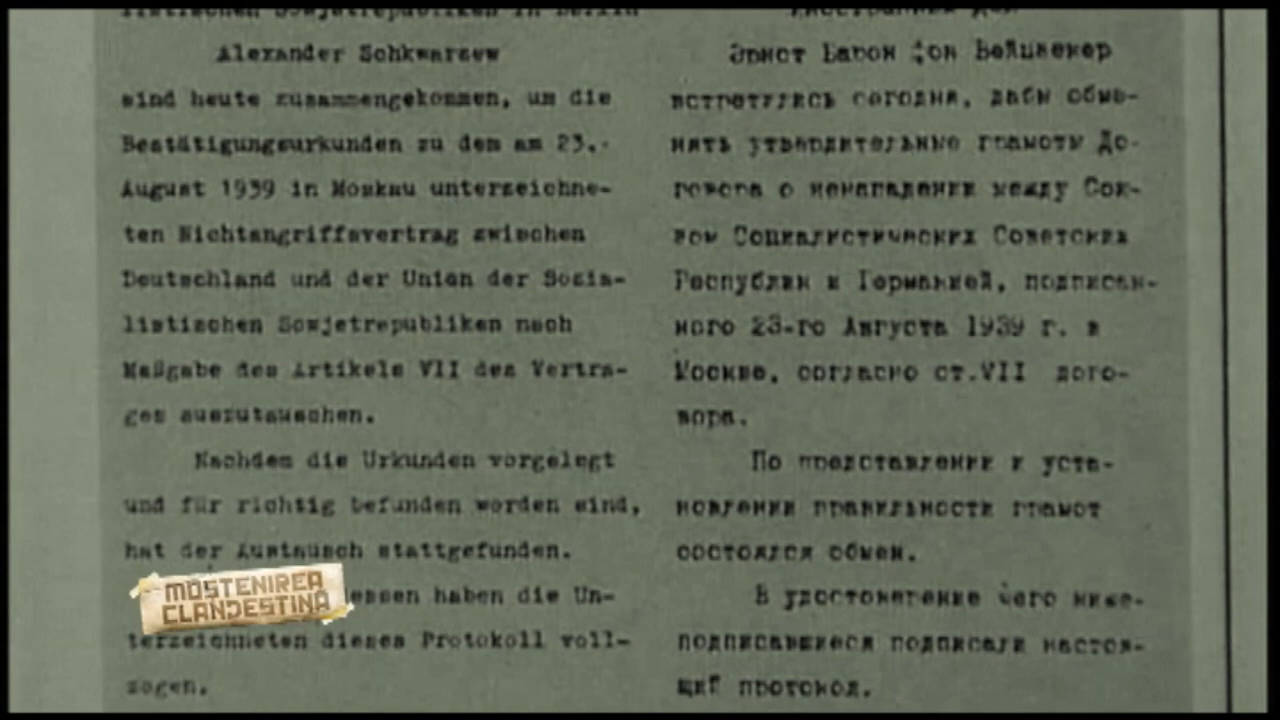 listischen Sowjetrepubliken in Berlin
Alexander Schkwarzew
sind heute zusammengekommen, um die
Bestätigungsurkunden zu dem am 23.
August 1939 in Moskau unterzeichne-
ten Nichtangriffsvertrag zwischen
Deutschland und der Union der Sozia-
listischen Sowjetrepubliken nach
Maßgabe des Artikels VII des Vertra-
ges auszutauschen.
Nachdem die Urkunden vorgelegt
und für richtig befunden worden sind,
hat der Austausch stattgefunden.
essen haben die Un-
terzeichneten dieses Protokoll voll-
zogen.
Эрнст Барон фон Вейцзекер
встретились сегодня, дабы обме-
нять утвердительные грамоты До-
говора о ненападении между Сою-
зом Социалистических Советских
Республик и Германией, подписан-
ного 23-го Августа 1939 г. в
Москве, согласно ст.VII дого-
вора.
По представлении и уста-
новлении правильности грамот
состоялся обмен.
В удостоверение чего ниже-
подписавшиеся подписали настоя-
щий протокол.
MOSTENIREA
CLANDESTINA